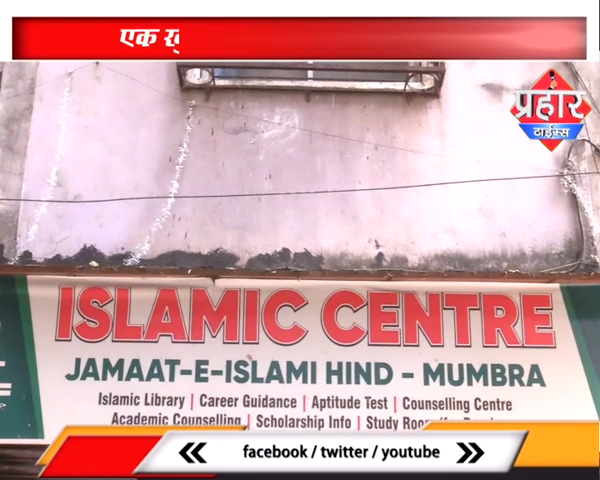 एक
प्रहार
टाईम्स
ISLAMIC CENTRE
JAMAAT-E-ISLAMI HIND - MUMBRA
Islamic Library | Career Guidance | Aptitude Test | Counselling Centre
Academic Counselling | Scholarship Info | Study
« facebook / twitter / youtube »